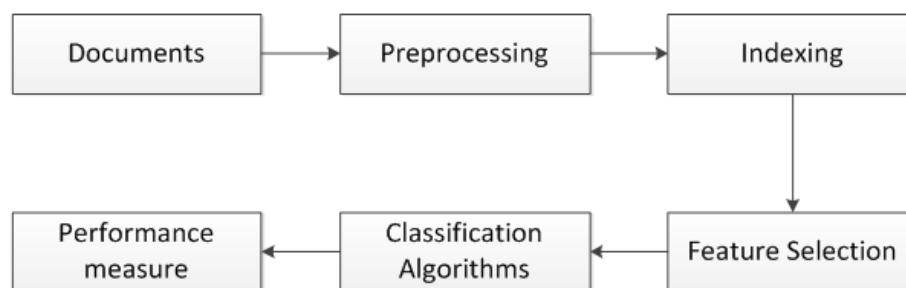 Documents
Preprocessing
Indexing
Performance
measure
Classification
Algorithms
Feature Selection